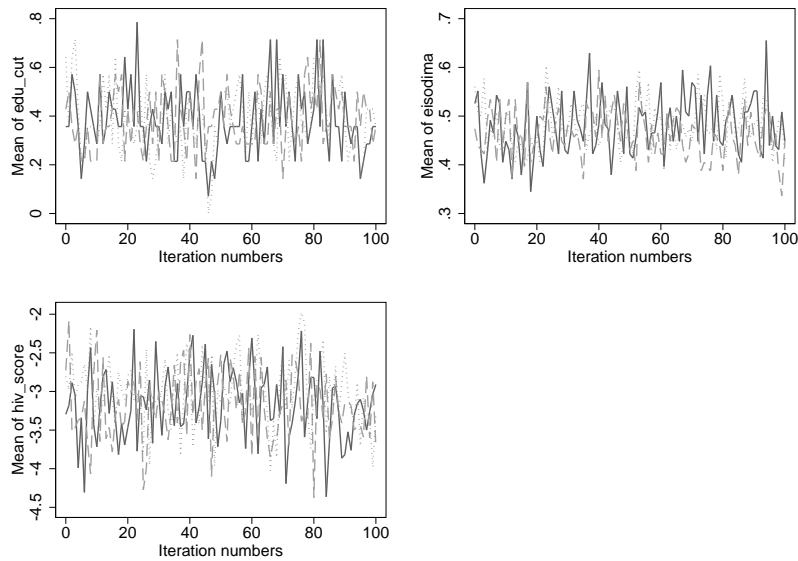 Mean of edu_cut
0 .2 .4 .6 .8
0 20 40 60 80 100
Iteration numbers
Mean of eisodima
.3 .4 .5 .6 .7
0 20 40 60 80 100
Iteration numbers
Mean of hiv_score
-4.5 -4 -3.5 -3 -2.5 -2
0 20 40 60 80 100
Iteration numbers